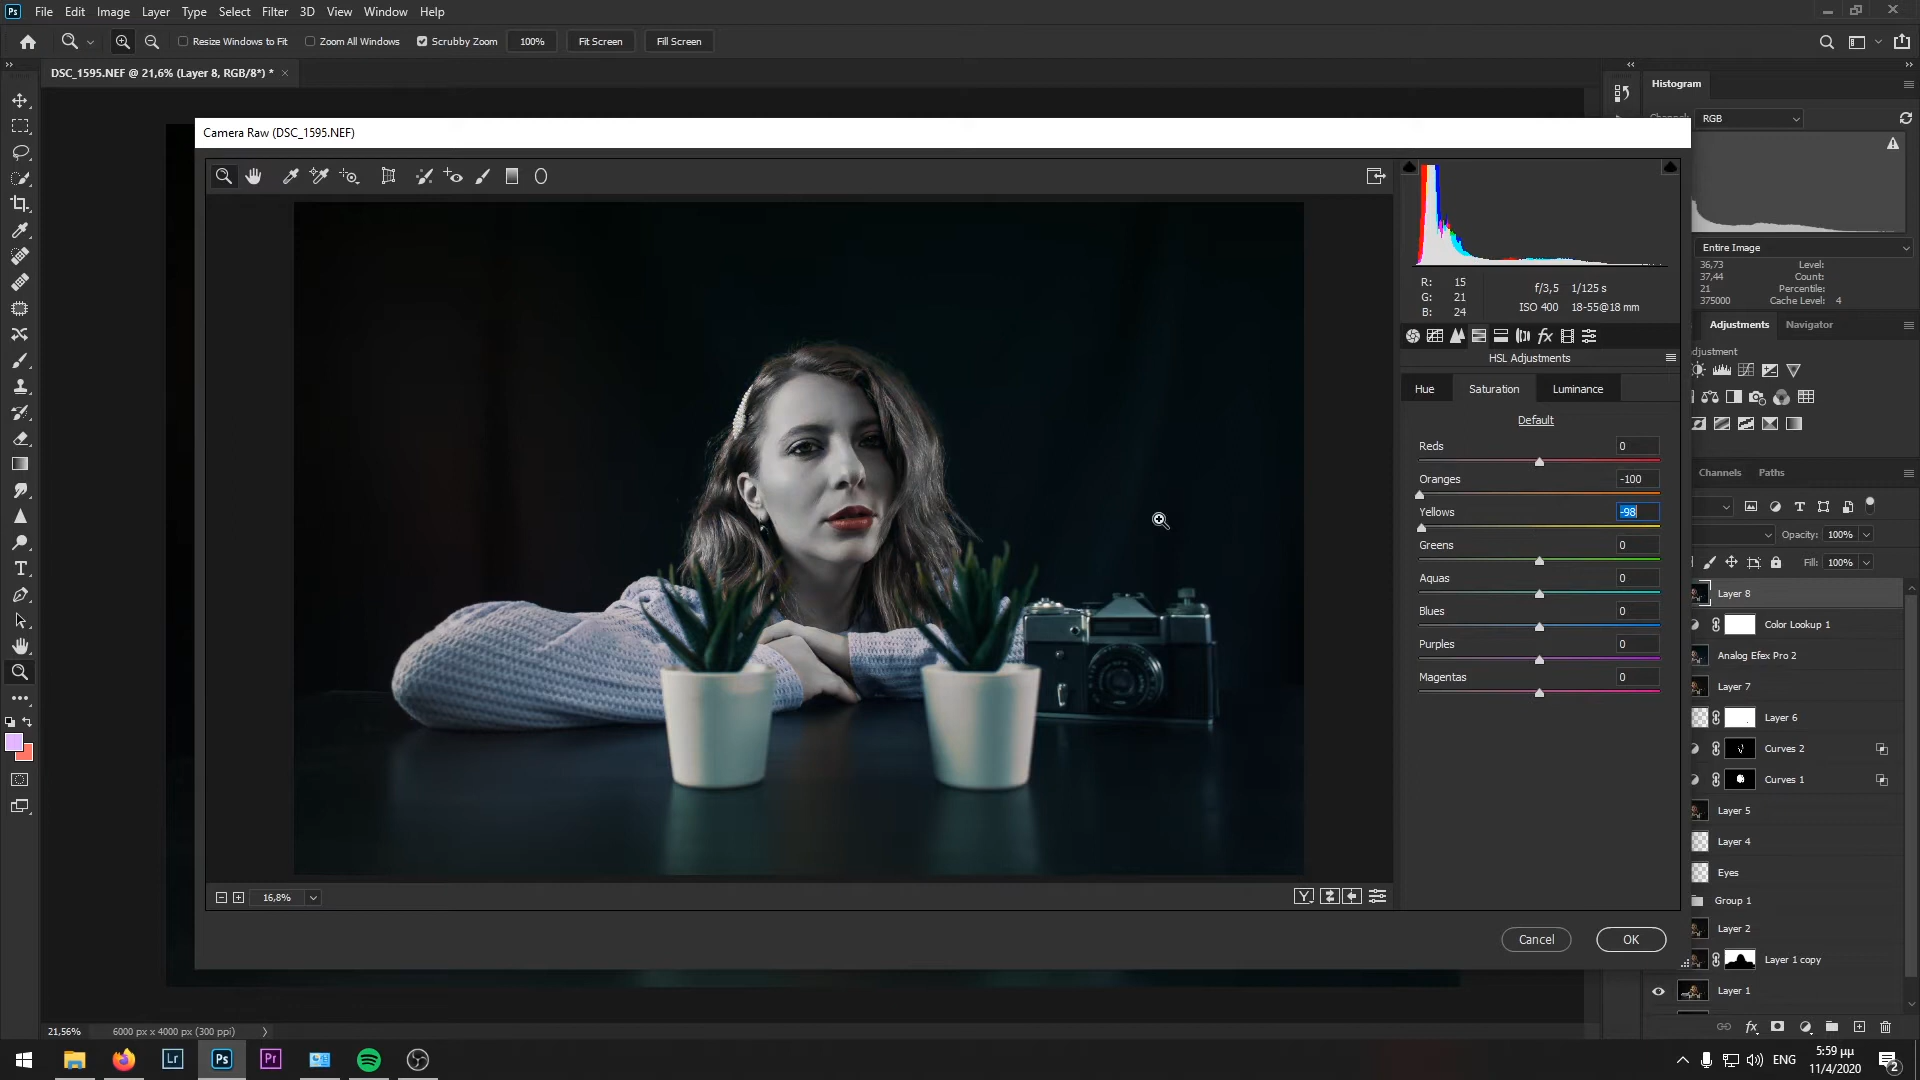 Ps File Edit Image Layer Type Select Filter 3D View Window Help
Resize Windows to Fit Zoom All Windows Scrubby Zoom 100% Fit Screen Fill Screen
DSC_1595.NEF @ 21,6% (Layer 8, RGB/8*) *
Histogram
RGB
Camera Raw (DSC_1595.NEF)
Entire Image
36,73 Level:
37,44 Count:
21 Percentile:
375000 Cache Level: 4
R: 15
G: 21
B: 24
f/3,5 1/125 s
ISO 400 18-55@18 mm
Adjustments Navigator
HSL Adjustments
Hue Saturation Luminance
Default
Reds 0
Oranges -100
Yellows -98
Greens 0
Aquas 0
Blues 0
Purples 0
Magentas 0
Channels Paths
Opacity: 100%
Fill: 100%
Layer 8
Color Lookup 1
Analog Efex Pro 2
Layer 7
Layer 6
Curves 2
Curves 1
Layer 5
Layer 4
Eyes
Group 1
Layer 2
Layer 1 copy
Layer 1
16,8%
Cancel OK
21,56% 6000 px x 4000 px (300 ppi)
Lr Ps Pr
ENG
5:59 μμ
11/4/2020
2